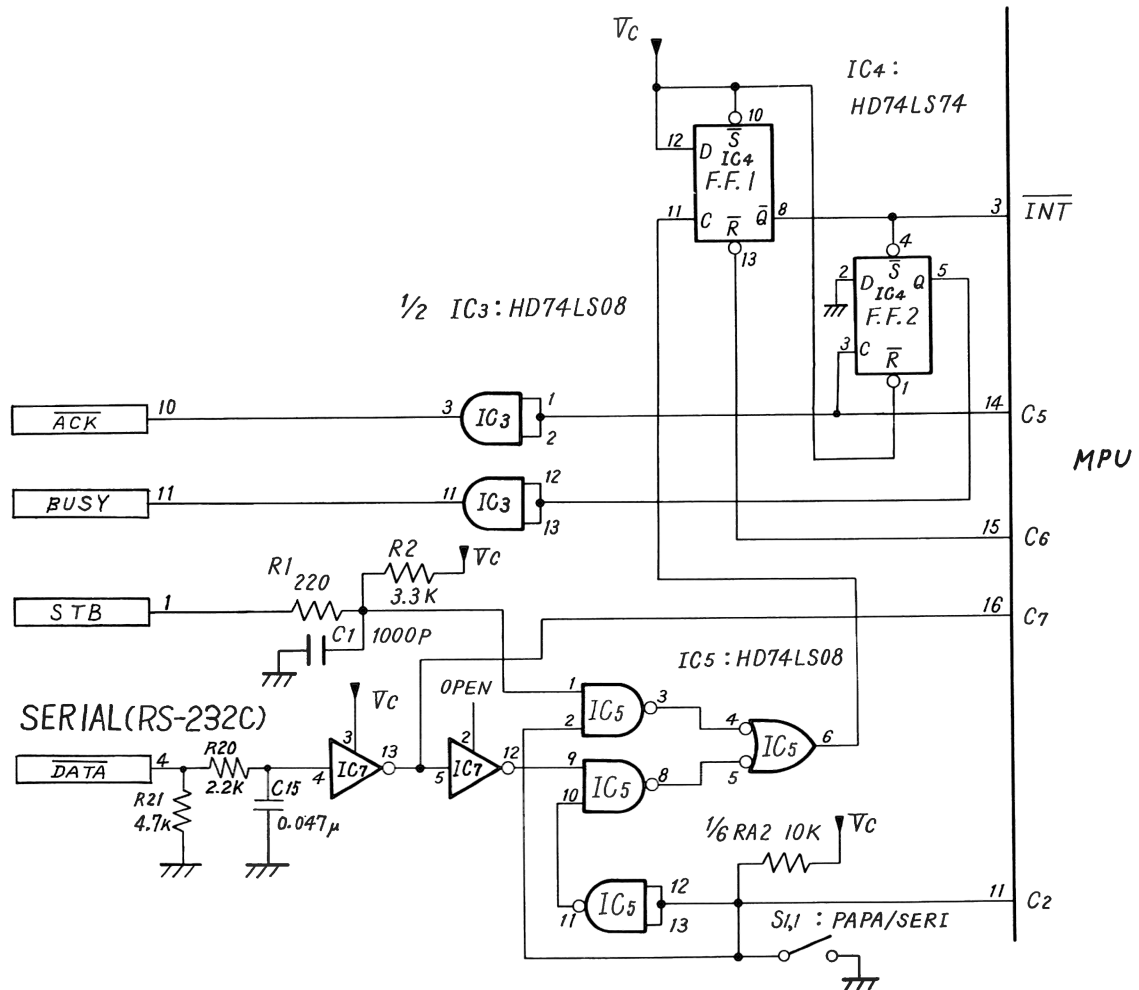 Vc
IC4 :
HD74LS74
10
12
D
S
IC4
F.F.1
11
C
R
Q
8
13
3
INT
4
2
D
S
Q
5
IC4
F.F.2
3
C
R
1
1/2 IC3 : HD74LS08
ACK
10
3
IC3
1
2
14
C5
MPU
BUSY
11
11
IC3
12
13
15
C6
R2
Vc
3.3K
R1
220
STB
1
C1
1000P
16
C7
IC5 : HD74LS08
Vc
OPEN
1
2
IC5
3
SERIAL(RS-232C)
DATA
4
R20
2.2K
R21
4.7K
C15
0.047μ
3
4
IC7
13
2
5
IC7
12
9
10
IC5
8
4
5
IC5
6
1/6 RA2 10K
Vc
11
IC5
12
13
11
C2
S1,1 : PAPA/SERI